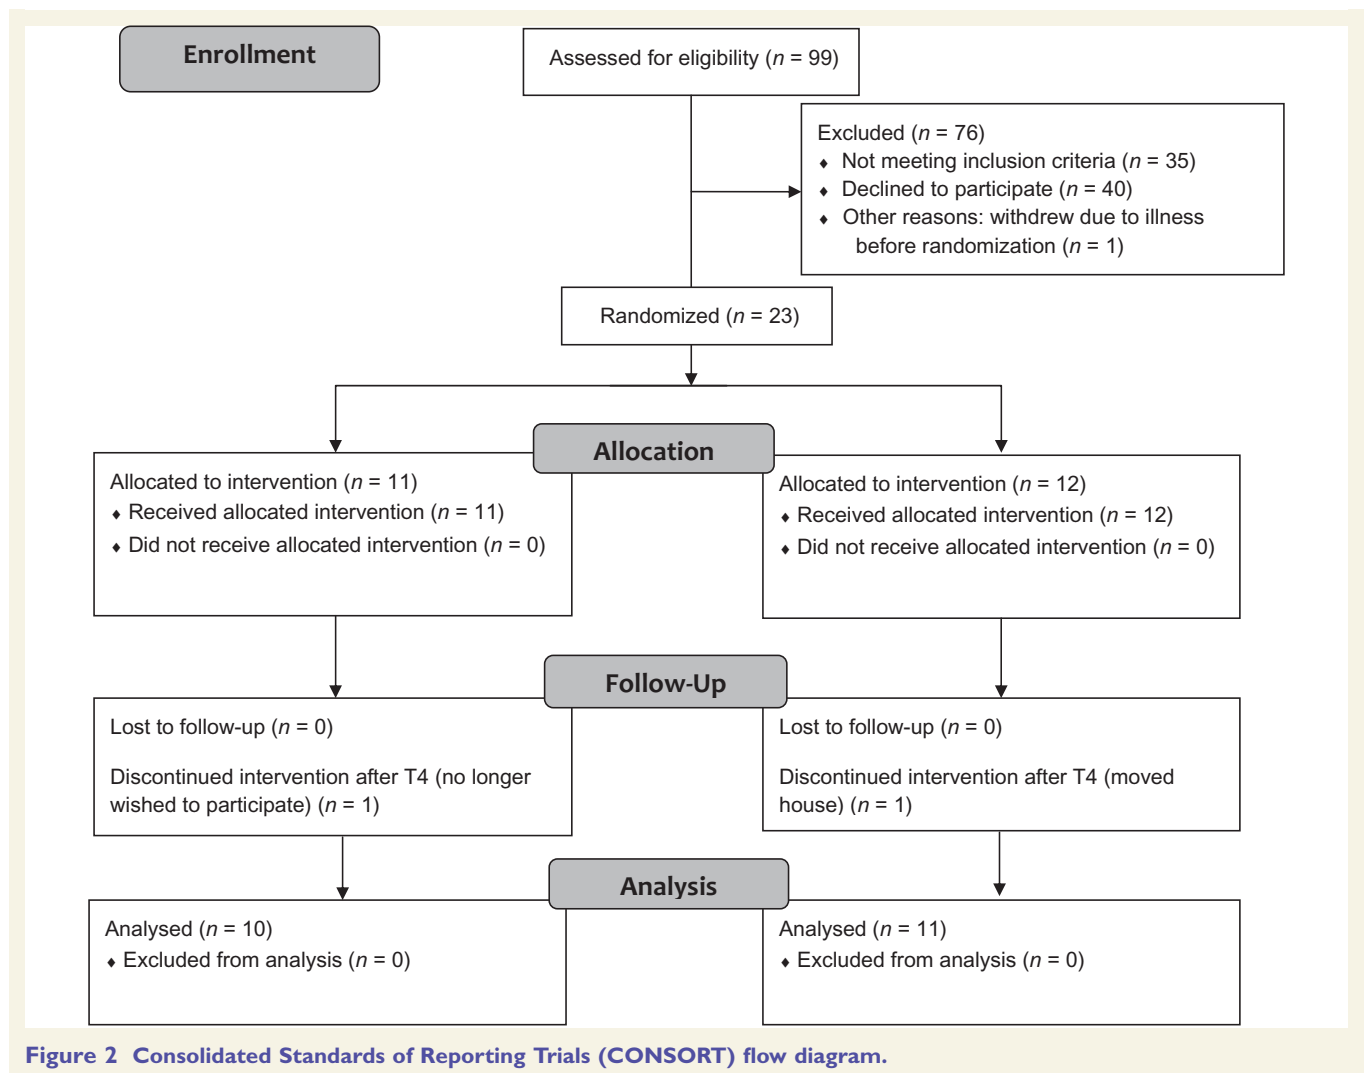 Enrollment
Assessed for eligibility (n = 99)
Excluded (n = 76)
♦ Not meeting inclusion criteria (n = 35)
♦ Declined to participate (n = 40)
♦ Other reasons: withdrew due to illness
before randomization (n = 1)
Randomized (n = 23)
Allocation
Allocated to intervention (n = 11)
♦ Received allocated intervention (n = 11)
♦ Did not receive allocated intervention (n = 0)
Allocated to intervention (n = 12)
♦ Received allocated intervention (n = 12)
♦ Did not receive allocated intervention (n = 0)
Follow-Up
Lost to follow-up (n = 0)
Discontinued intervention after T4 (no longer
wished to participate) (n = 1)
Lost to follow-up (n = 0)
Discontinued intervention after T4 (moved
house) (n = 1)
Analysis
Analysed (n = 10)
♦ Excluded from analysis (n = 0)
Analysed (n = 11)
♦ Excluded from analysis (n = 0)
Figure 2 Consolidated Standards of Reporting Trials (CONSORT) flow diagram.